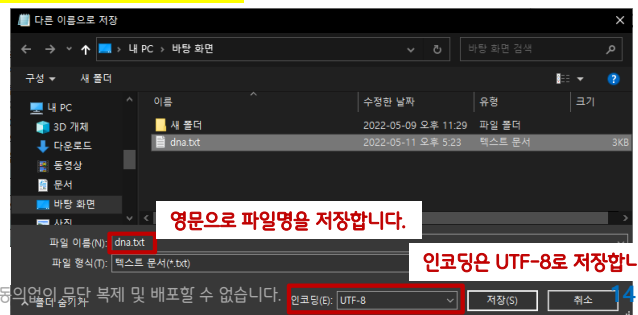 다른 이름으로 저장
내 PC > 바탕 화면
바탕 화면 검색
구성
새 폴더
이름
수정한 날짜
유형
크기
내 PC
3D 개체
다운로드
동영상
문서
바탕 화면
사진
새 폴더
2022-05-09 오후 11:29
파일 폴더
dna.txt
2022-05-11 오후 5:23
텍스트 문서
3KB
영문으로 파일명을 저장합니다.
파일 이름(N):
dna.txt
파일 형식(T):
텍스트 문서(*.txt)
인코딩은 UTF-8로 저장합니
동의없이 무단 복제 및 배포할 수 없습니다.
폴더 숨기기
인코딩(E):
UTF-8
저장(S)
취소
14